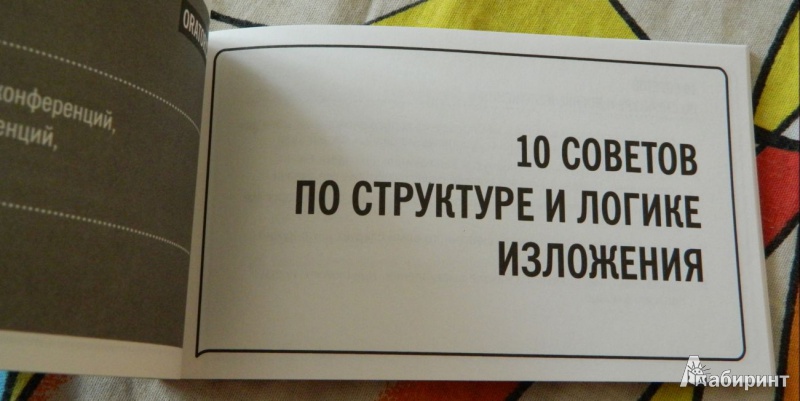 конференций,
енций,
10 СОВЕТОВ
ПО СТРУКТУРЕ И ЛОГИКЕ
ИЗЛОЖЕНИЯ
Лабиринт